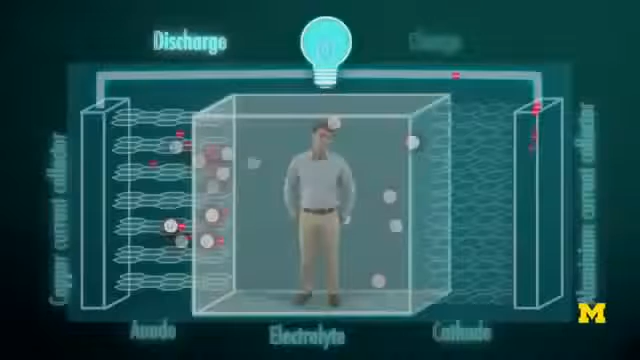 Discharge
Charge
Copper current collector
Aluminum current collector
Anode
Electrolyte
Cathode
M